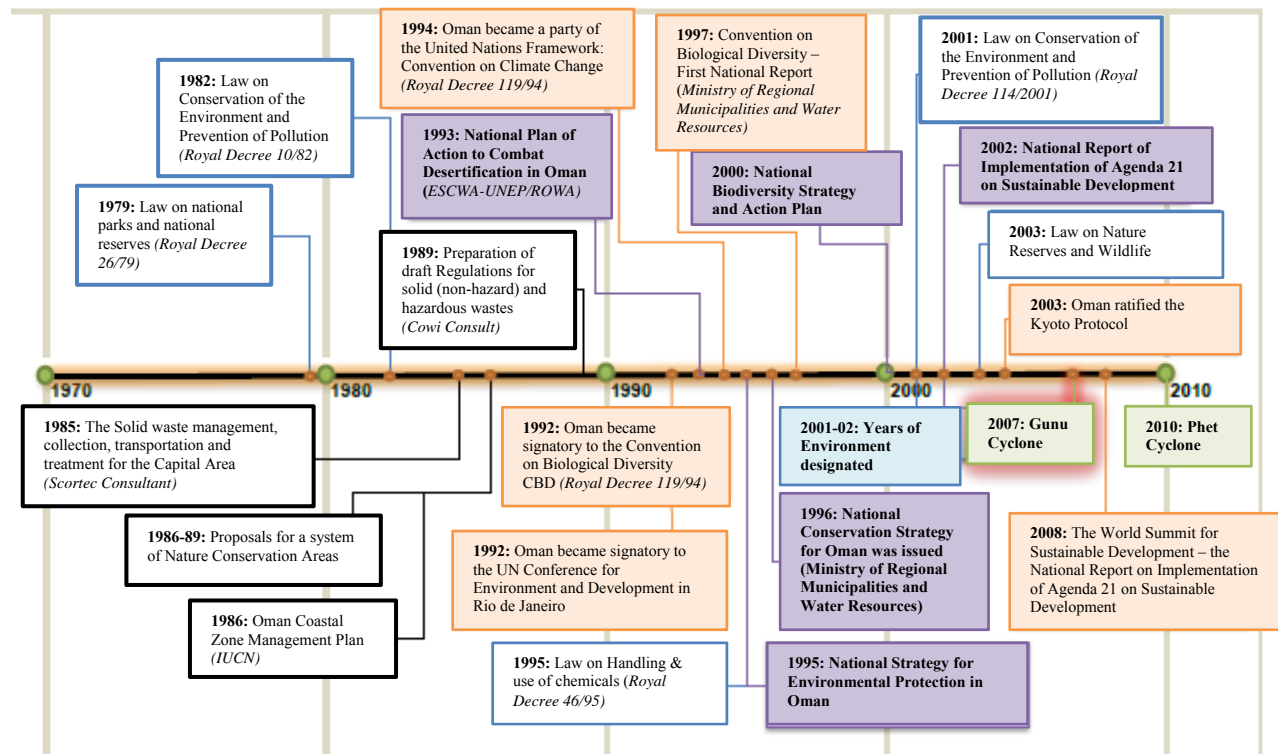 1994: Oman became a party of
the United Nations Framework:
Convention on Climate Change
(Royal Decree 119/94)
1997: Convention on
Biological Diversity –
First National Report
(Ministry of Regional
Municipalities and Water
Resources)
2001: Law on Conservation of
the Environment and
Prevention of Pollution (Royal
Decree 114/2001)
1982: Law on
Conservation of the
Environment and
Prevention of Pollution
(Royal Decree 10/82)
1993: National Plan of
Action to Combat
Desertification in Oman
(ESCWA-UNEP/ROWA)
2000: National
Biodiversity Strategy
and Action Plan
2002: National Report of
Implementation of Agenda 21
on Sustainable Development
1979: Law on national
parks and national
reserves (Royal Decree
26/79)
1989: Preparation of
draft Regulations for
solid (non-hazard) and
hazardous wastes
(Cowi Consult)
2003: Law on Nature
Reserves and Wildlife
2003: Oman ratified the
Kyoto Protocol
1970
1980
1990
2000
2010
1985: The Solid waste management,
collection, transportation and
treatment for the Capital Area
(Scortec Consultant)
1992: Oman became
signatory to the Convention
on Biological Diversity
CBD (Royal Decree 119/94)
2001-02: Years of
Environment
designated
2007: Gunu
Cyclone
2010: Phet
Cyclone
1986-89: Proposals for a system
of Nature Conservation Areas
1992: Oman became signatory to
the UN Conference for
Environment and Development in
Rio de Janeiro
1996: National
Conservation Strategy
for Oman was issued
(Ministry of Regional
Municipalities and
Water Resources)
2008: The World Summit for
Sustainable Development – the
National Report on Implementation
of Agenda 21 on Sustainable
Development
1986: Oman Coastal
Zone Management Plan
(IUCN)
1995: Law on Handling &
use of chemicals (Royal
Decree 46/95)
1995: National Strategy for
Environmental Protection in
Oman